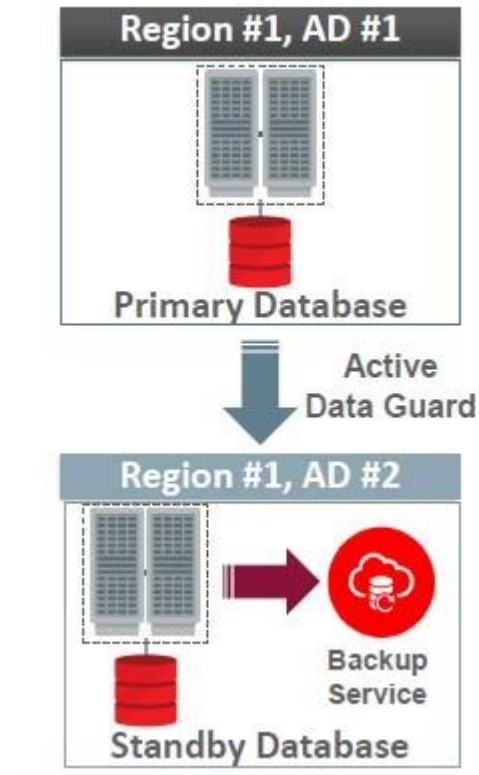 Region #1, AD #1
Primary Database
Active
Data Guard
Region #1, AD #2
Backup
Service
Standby Database